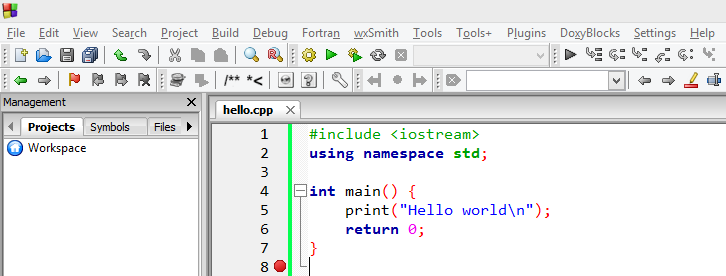 File Edit View Search Project Build Debug Fortran wxSmith Tools Tools+ Plugins DoxyBlocks Settings Help
/** *<
Management
hello.cpp
Projects Symbols Files
Workspace
1 #include <iostream>
2 using namespace std;
3
4 int main() {
5 print("Hello world\n");
6 return 0;
7 }
8